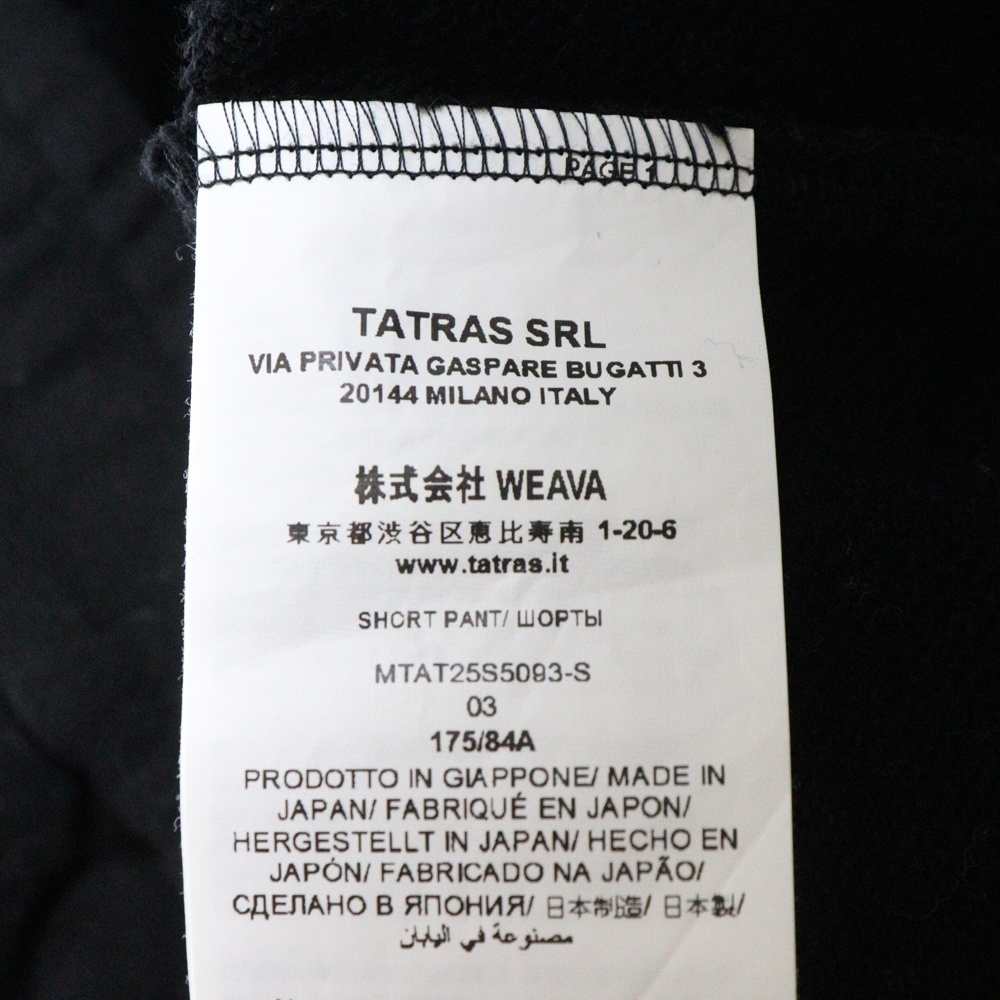 PAGE 1
TATRAS SRL
VIA PRIVATA GASPARE BUGATTI 3
20144 MILANO ITALY
株式会社 WEAVA
東京都渋谷区恵比寿南 1-20-6
www.tatras.it
SHORT PANT/ ШОРТЫ
MTAT25S5093-S
03
175/84A
PRODOTTO IN GIAPPONE/ MADE IN
JAPAN/ FABRIQUÉ EN JAPON/
HERGESTELLT IN JAPAN/ HECHO EN
JAPÓN/ FABRICADO NA JAPÃO/
СДЕЛАНО В ЯПОНИЯ/ 日本制造/ 日本製/
مصنوعة في اليابان